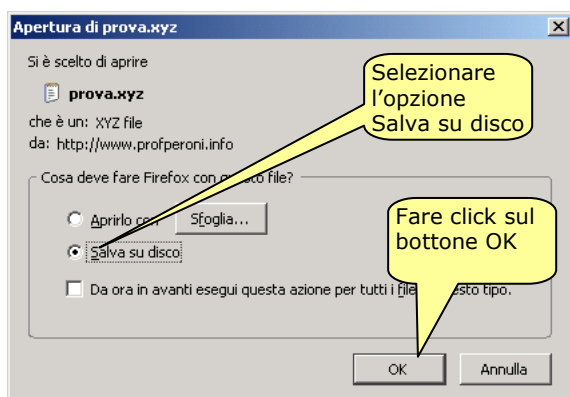 Apertura di prova.xyz
Si è scelto di aprire
prova.xyz
che è un: XYZ file
da: http://www.profperoni.info
Selezionare
l'opzione
Salva su disco
Cosa deve fare Firefox con questo file?
Aprirlo con Sfoglia...
Salva su disco
Fare click sul
bottone OK
Da ora in avanti esegui questa azione per tutti i file esto tipo.
OK Annulla